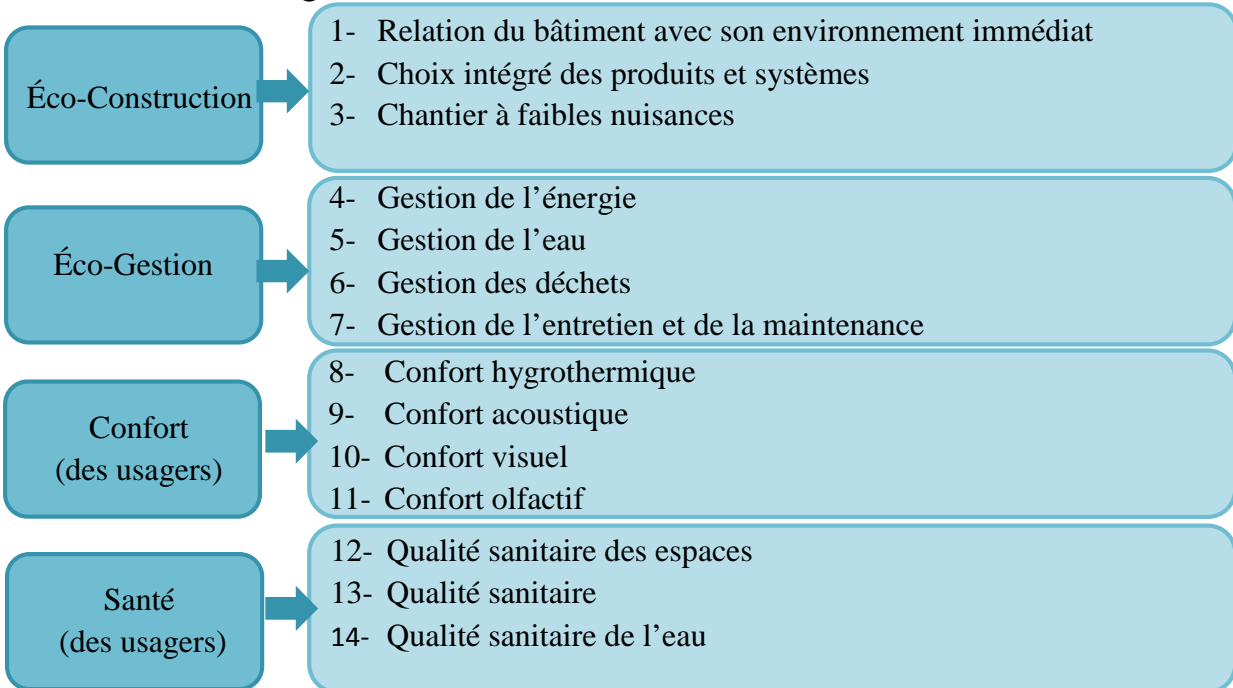 Éco-Construction
1- Relation du bâtiment avec son environnement immédiat
2- Choix intégré des produits et systèmes
3- Chantier à faibles nuisances
Éco-Gestion
4- Gestion de l’énergie
5- Gestion de l’eau
6- Gestion des déchets
7- Gestion de l’entretien et de la maintenance
Confort
(des usagers)
8- Confort hygrothermique
9- Confort acoustique
10- Confort visuel
11- Confort olfactif
Santé
(des usagers)
12- Qualité sanitaire des espaces
13- Qualité sanitaire
14- Qualité sanitaire de l’eau